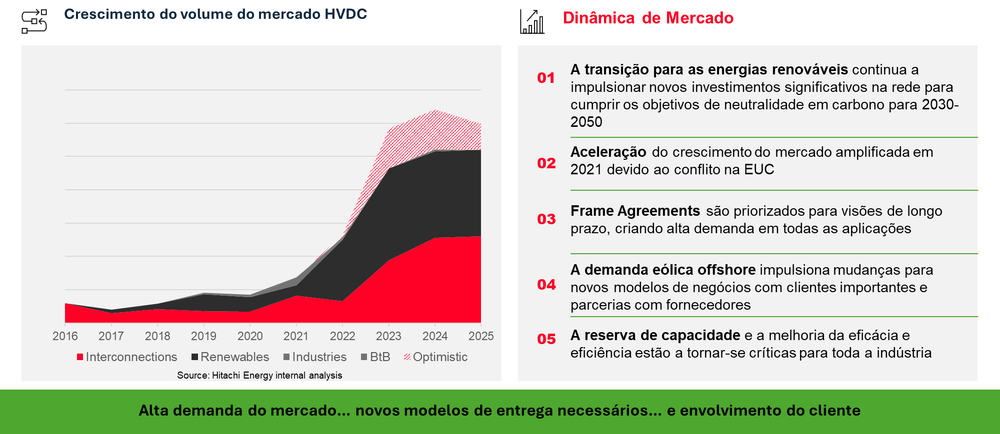 Crescimento do volume do mercado HVDC
2016 2017 2018 2019 2020 2021 2022 2023 2024 2025
Interconnections Renewables Industries BtB Optimistic
Source: Hitachi Energy internal analysis
Dinâmica de Mercado
01
A transição para as energias renováveis continua a
impulsionar novos investimentos significativos na rede para
cumprir os objetivos de neutralidade em carbono para 2030-
2050
02
Aceleração do crescimento do mercado amplificada em
2021 devido ao conflito na EUC
03
Frame Agreements são priorizados para visões de longo
prazo, criando alta demanda em todas as aplicações
04
A demanda eólica offshore impulsiona mudanças para
novos modelos de negócios com clientes importantes e
parcerias com fornecedores
05
A reserva de capacidade e a melhoria da eficácia e
eficiência estão a tornar-se críticas para toda a indústria
Alta demanda do mercado... novos modelos de entrega necessários... e envolvimento do cliente